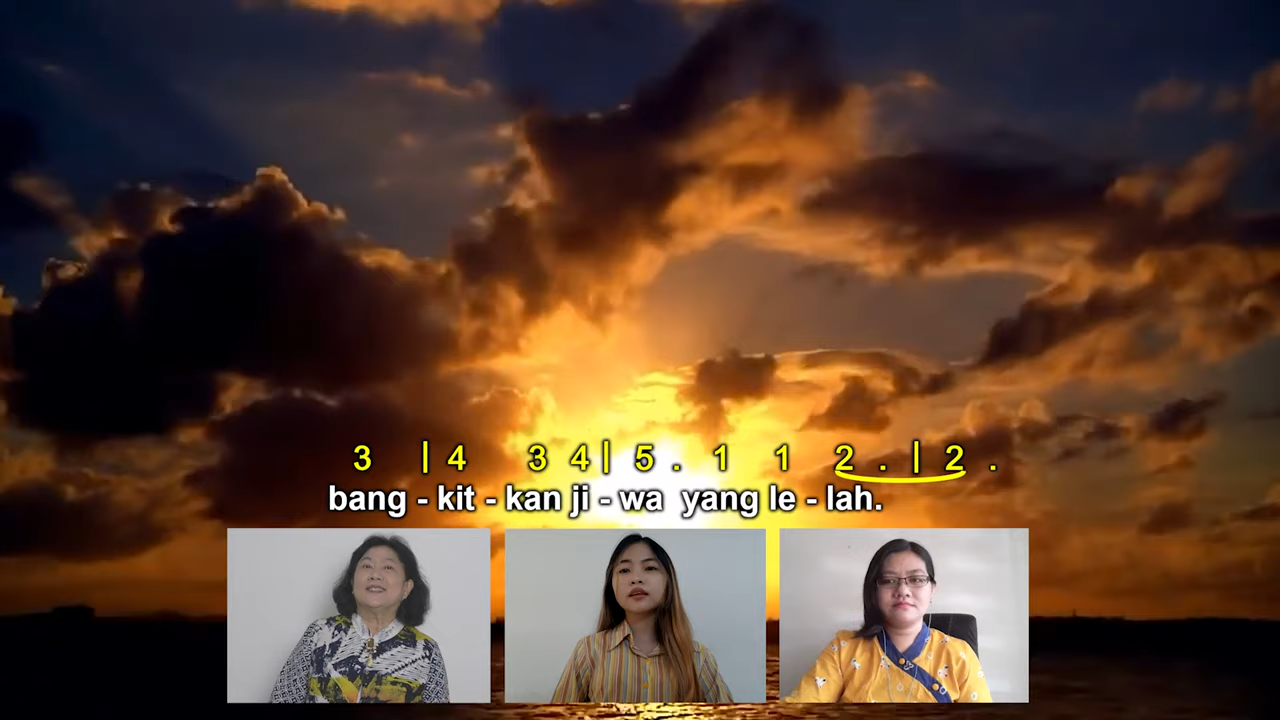 3 | 4 3 4 | 5 . 1 1 2 . | 2 .
bang - kit - kan ji - wa yang le - lah.